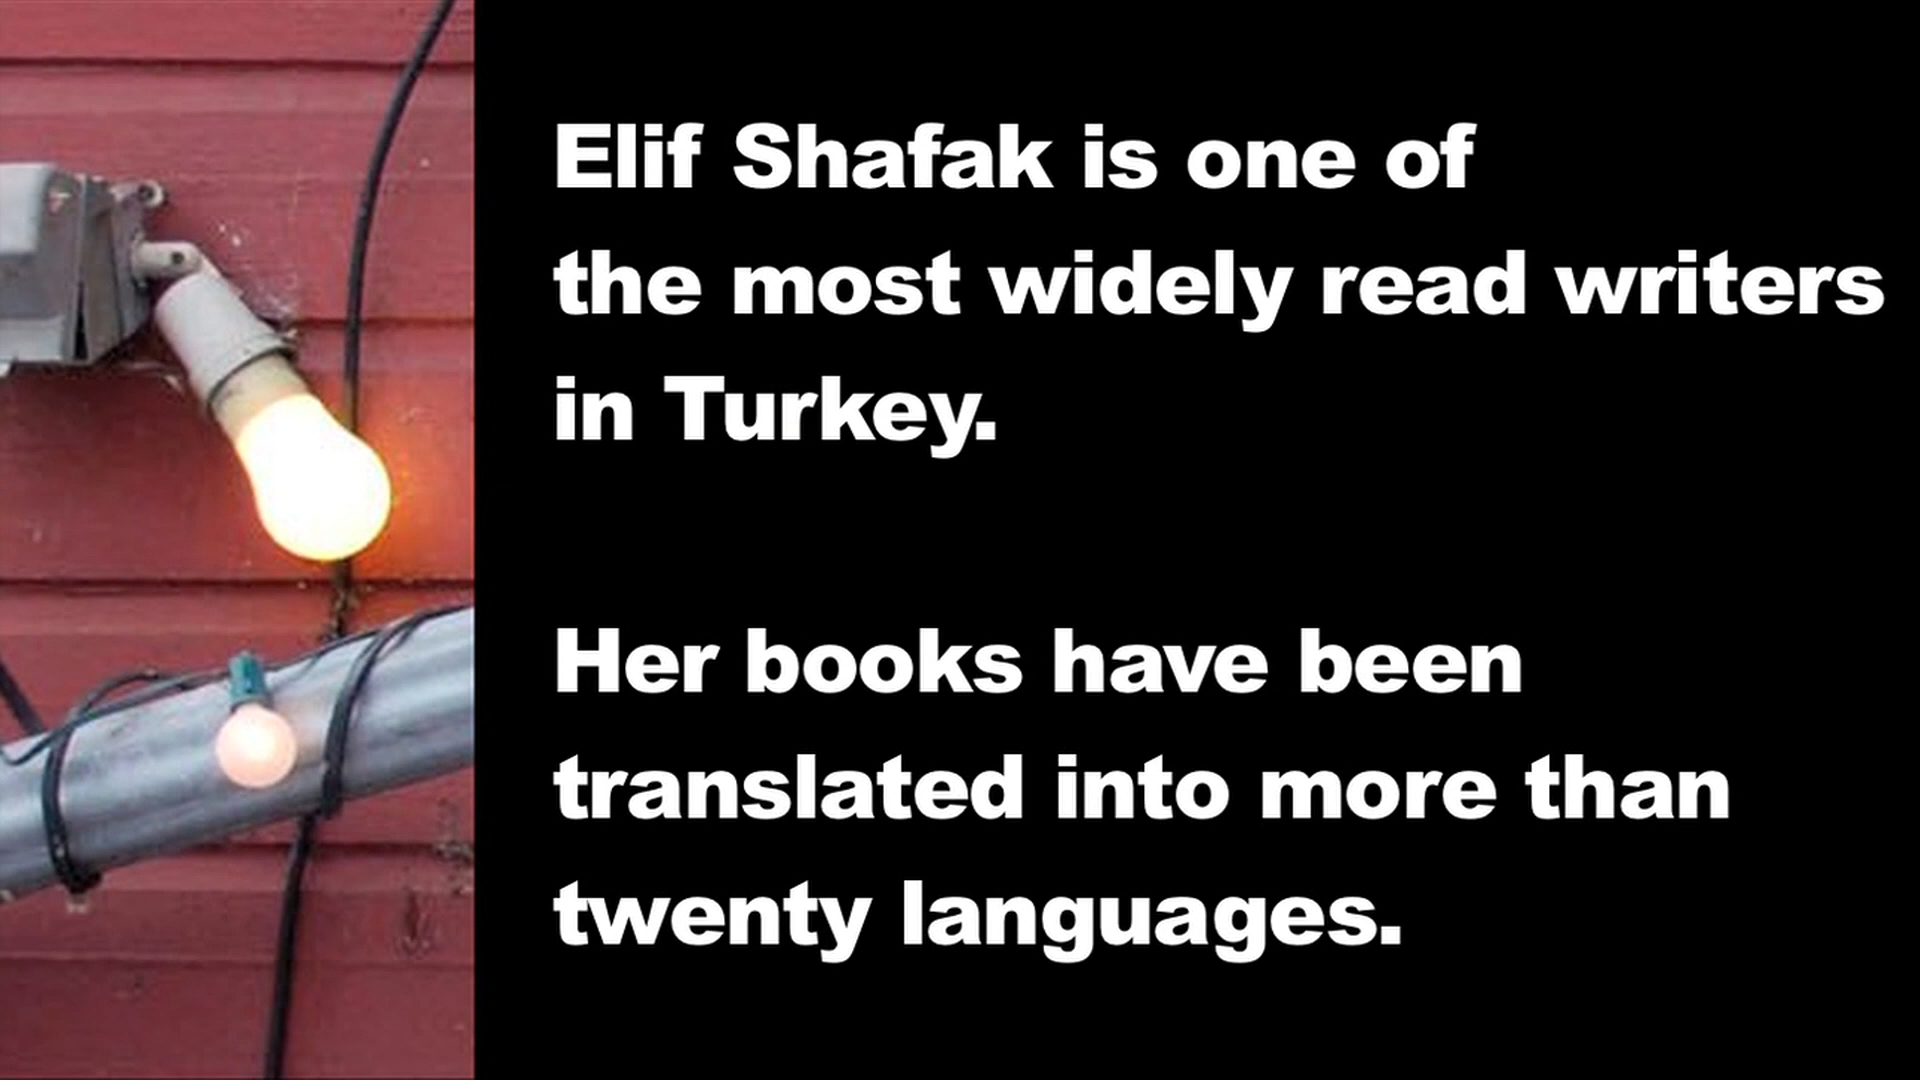 Elif Shafak is one of
the most widely read writers
in Turkey.
Her books have been
translated into more than
twenty languages.